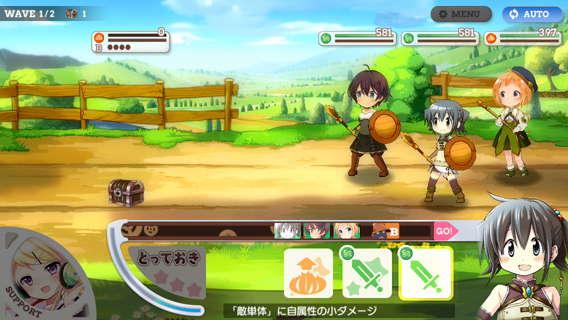 WAVE 1/2
1
MENU
AUTO
0
B
581
581
397
B
GO!
とっておき
SUPPORT
「敵単体」に自属性の小ダメージ